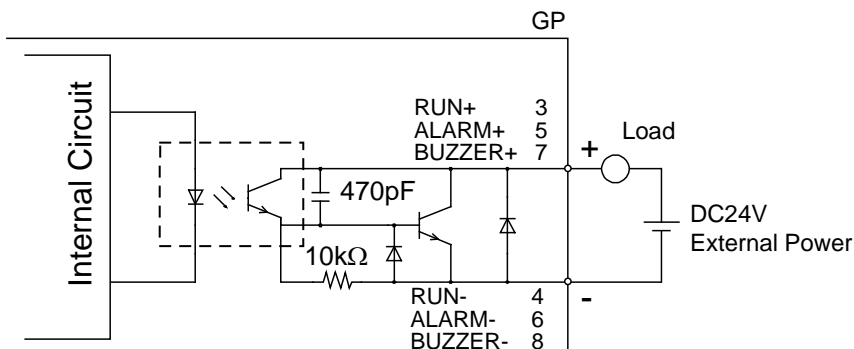 GP
Internal Circuit
RUN+ 3
ALARM+ 5
BUZZER+ 7
+
Load
470pF
10kΩ
DC24V
External Power
RUN- 4
ALARM- 6
BUZZER- 8
-